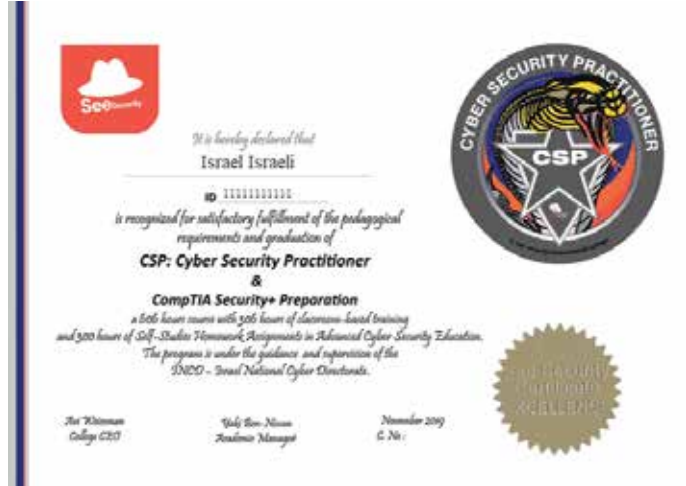 SeeSecurity
CYBER SECURITY PRACTITIONER
CSP
It is hereby declared that
Israel Israeli
ID 11111111111
is recognized for satisfactory fulfillment of the pedagogical
requirements and graduation of
CSP: Cyber Security Practitioner
&
CompTIA Security+ Preparation
a 606 hours course with 306 hours of classroom-based training
and 300 hours of Self-Studies Homework Assignments in Advanced Cyber Security Education.
The program is under the guidance and supervision of the
INCD – Israel National Cyber Directorate.
Avi Weissman
College CEO
Yuki Ben-Nissan
Academic Manager
November 2019
C. No :